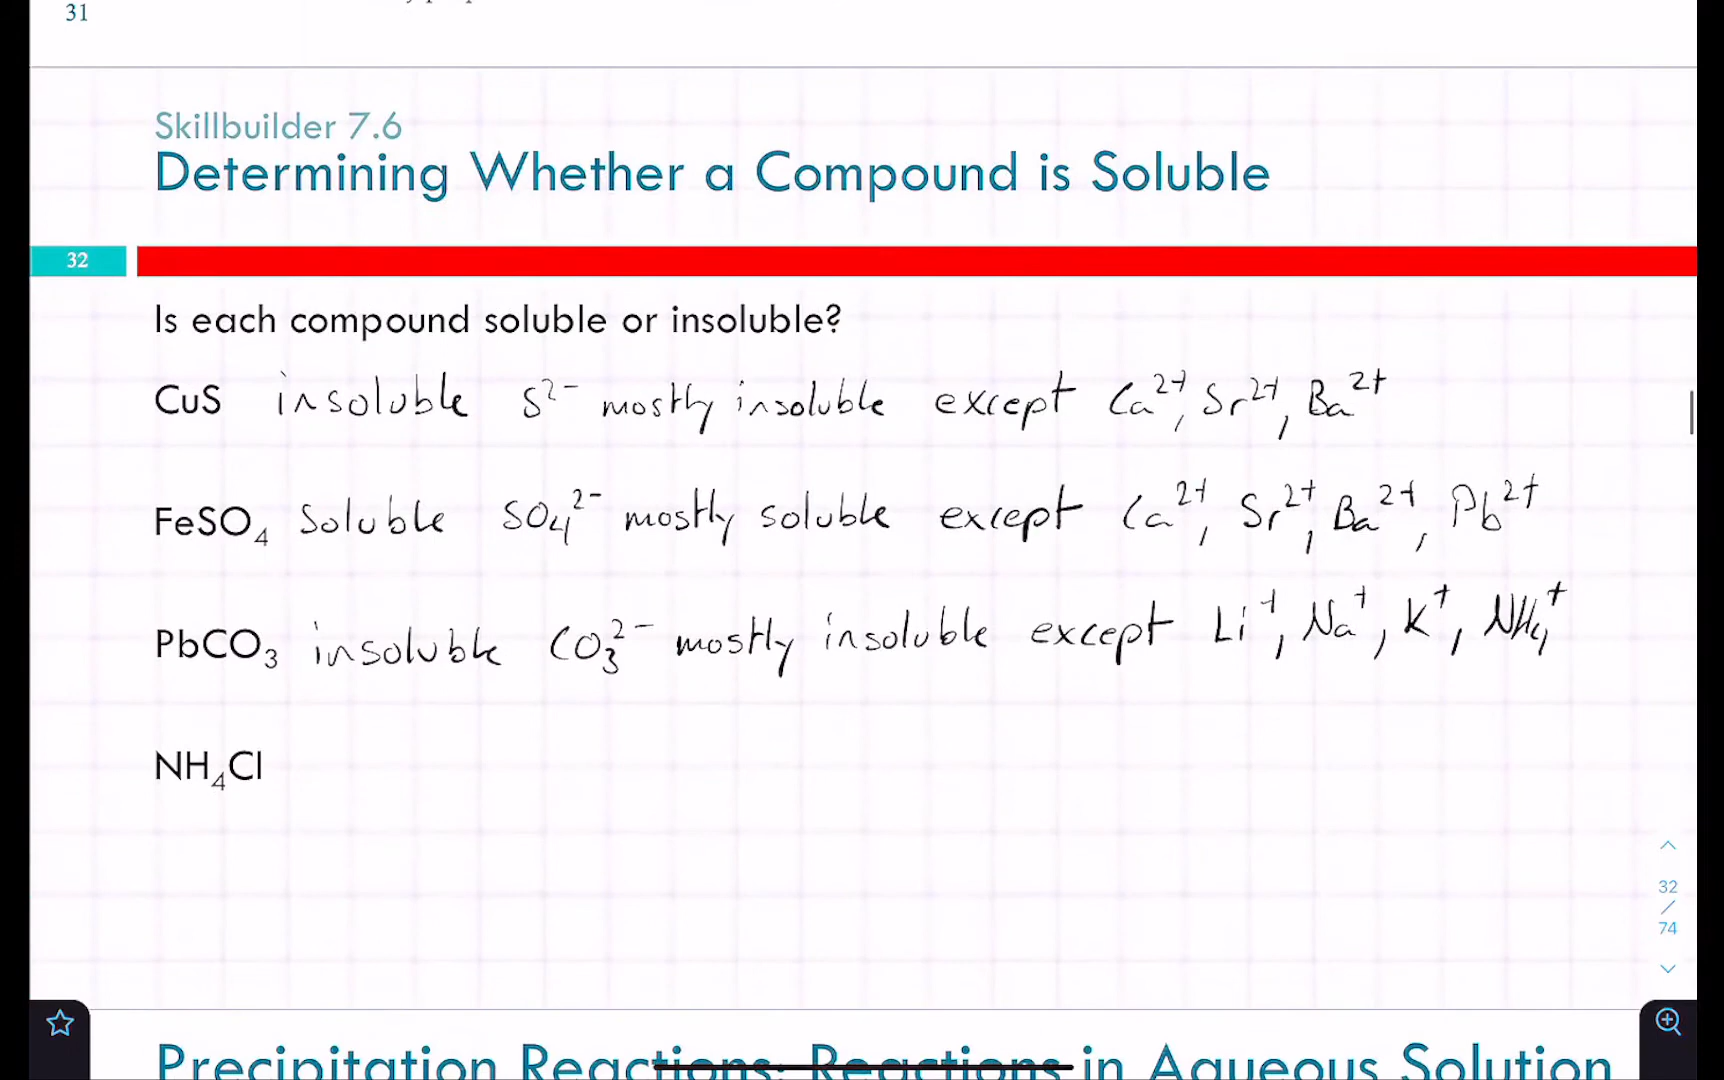 31
Skillbuilder 7.6
Determining Whether a Compound is Soluble
32
Is each compound soluble or insoluble?
CuS insoluble S²⁻ mostly insoluble except Ca²⁺, Sr²⁺, Ba²⁺
FeSO₄ Soluble SO₄²⁻ mostly soluble except Ca²⁺, Sr²⁺, Ba²⁺, Pb²⁺
PbCO₃ insoluble CO₃²⁻ mostly insoluble except Li⁺, Na⁺, K⁺, NH₄⁺
NH₄Cl
32
/
74
Precipitation Reactions: Reactions in Aqueous Solution